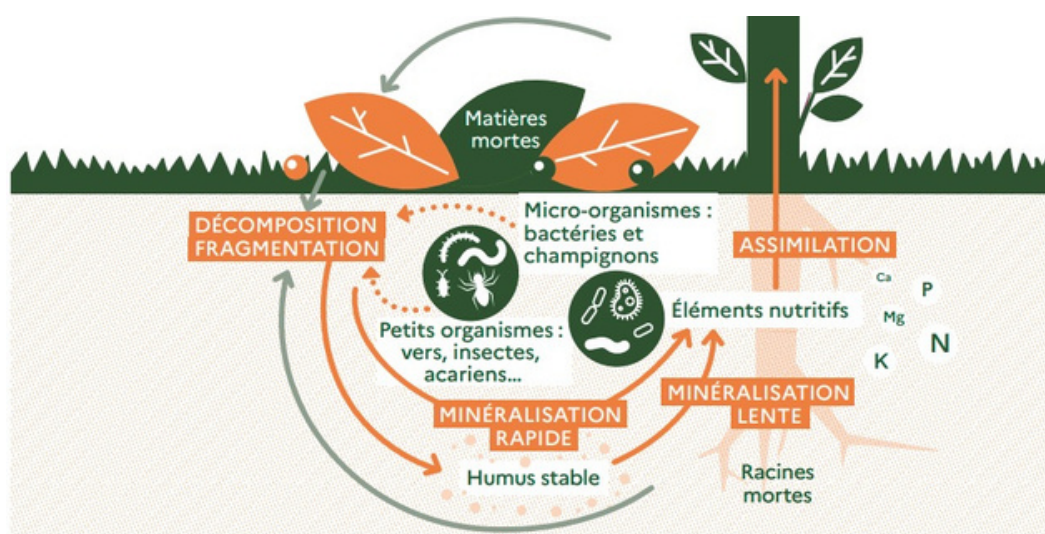 Matières
mortes
DÉCOMPOSITION
FRAGMENTATION
Micro-organismes :
bactéries et
champignons
ASSIMILATION
Petits organismes :
vers, insectes,
acariens...
Éléments nutritifs
Ca
P
Mg
N
K
MINÉRALISATION
RAPIDE
MINÉRALISATION
LENTE
Humus stable
Racines
mortes